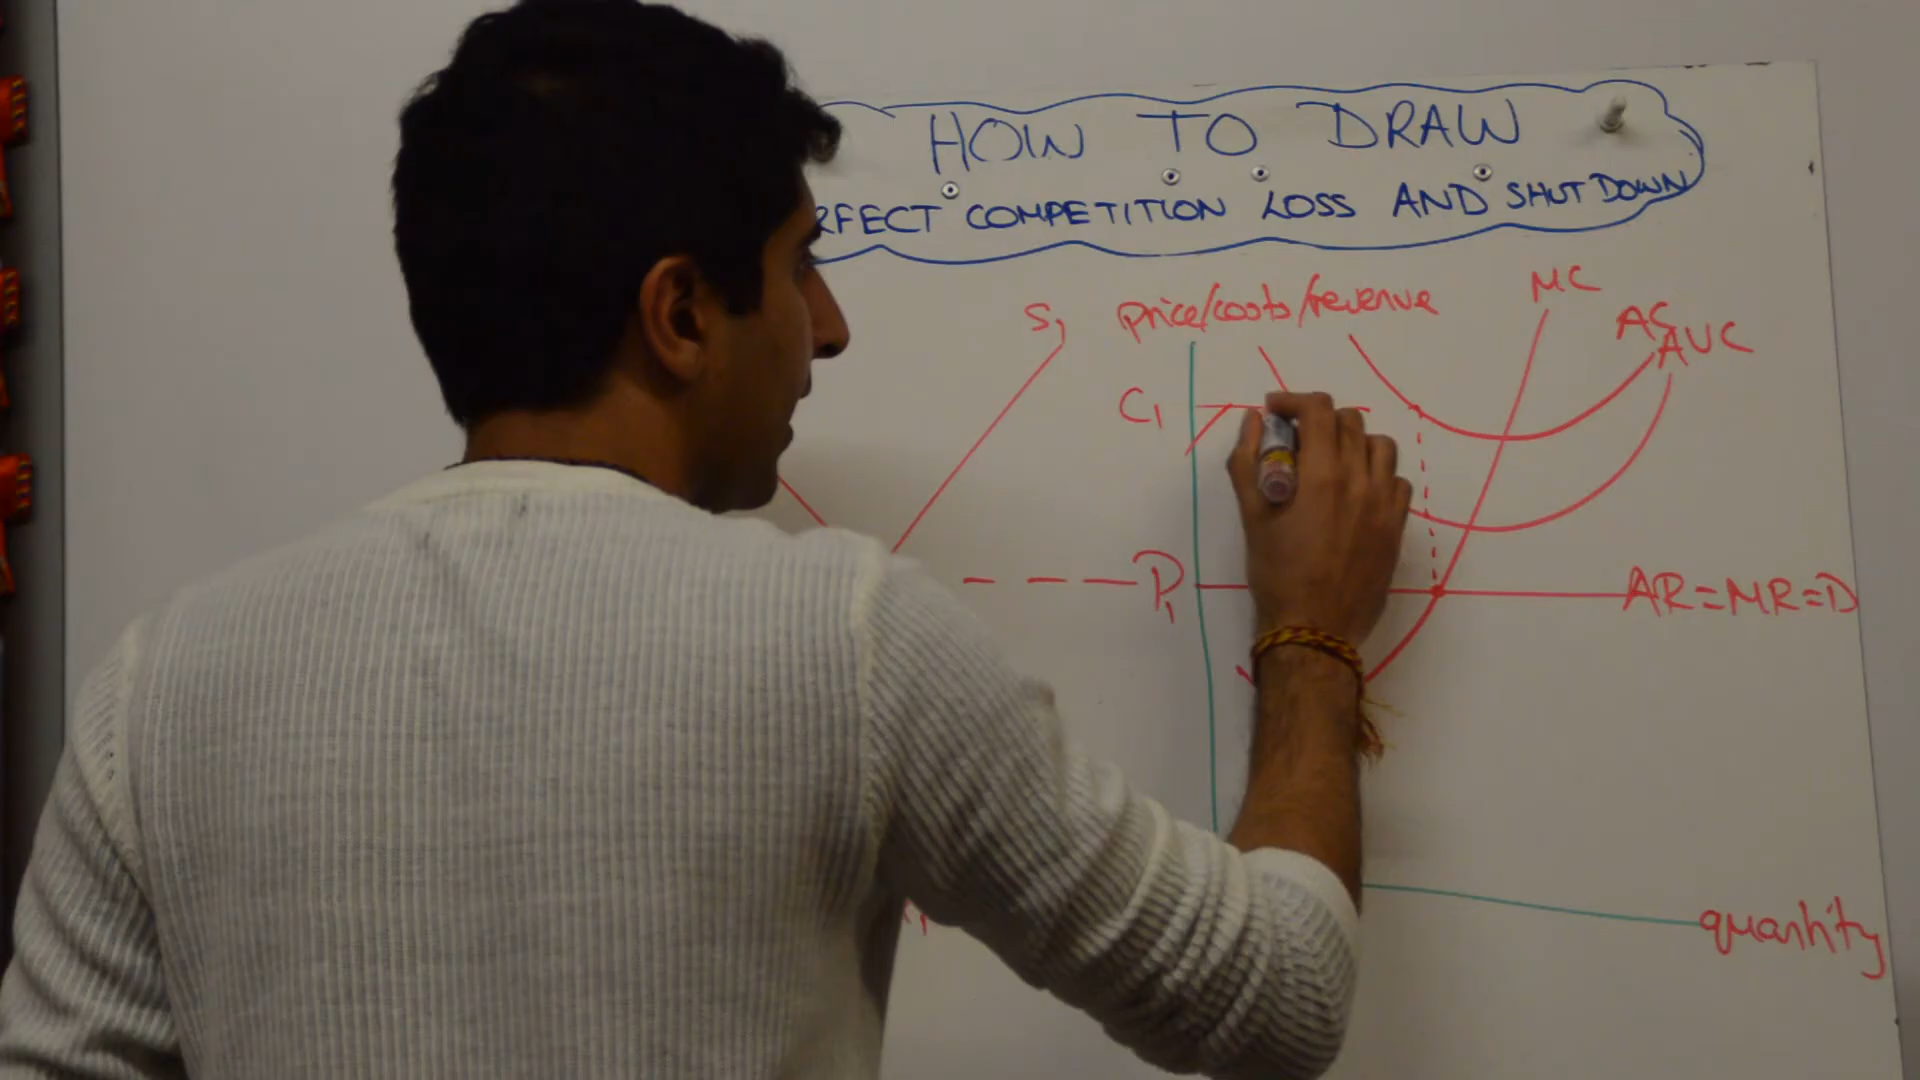 HOW TO DRAW
RFECT COMPETITION LOSS AND SHUT DOWN
S1
price/costs/revenue
MC
AC
AVC
C1
P1
AR=MR=D
quantity